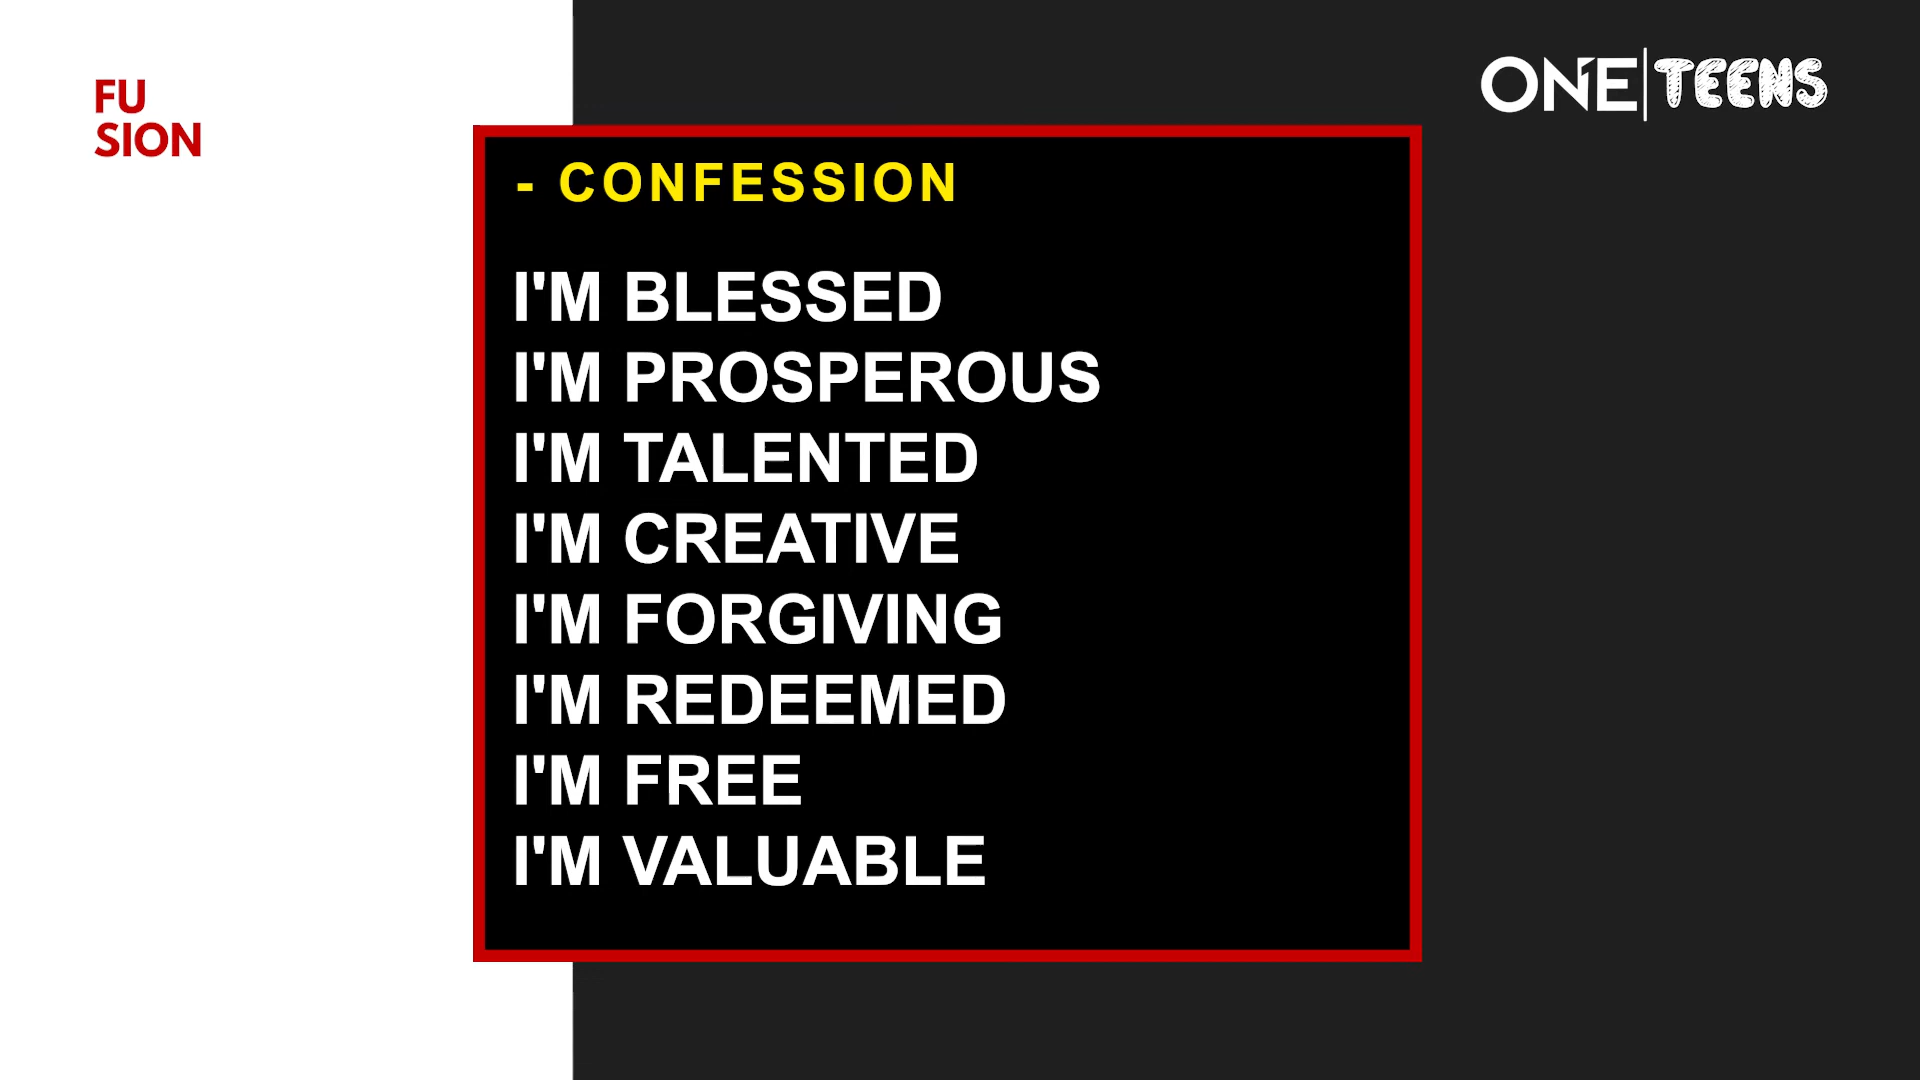 FU
SION
ONE|TEENS
- CONFESSION
I'M BLESSED
I'M PROSPEROUS
I'M TALENTED
I'M CREATIVE
I'M FORGIVING
I'M REDEEMED
I'M FREE
I'M VALUABLE